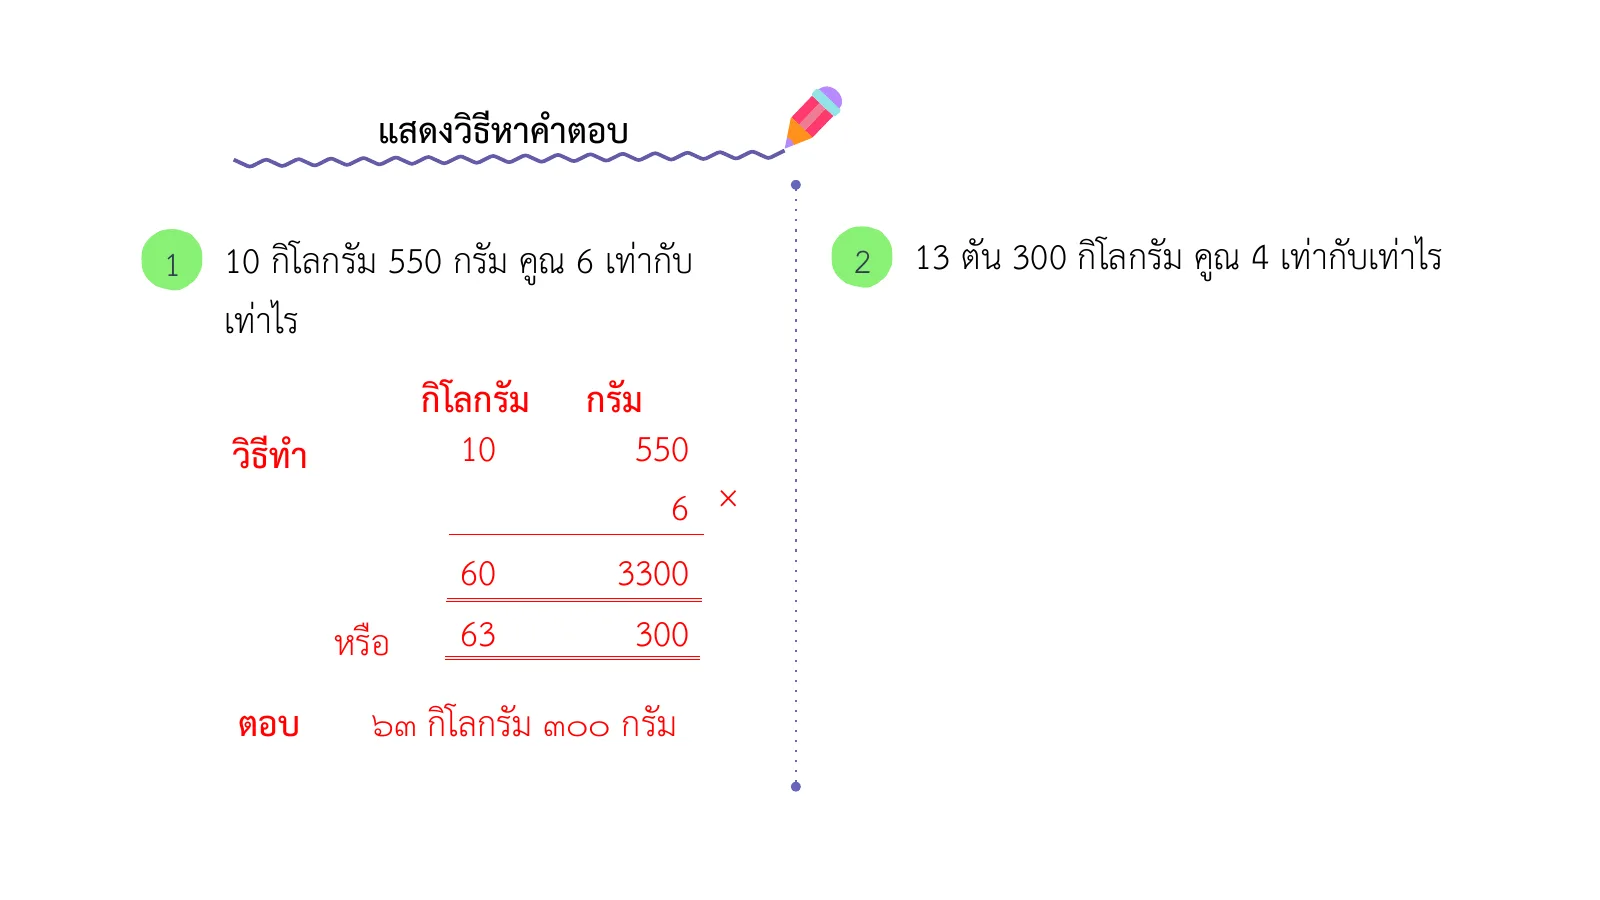 แสดงวิธีหาคำตอบ
1 10 กิโลกรัม 550 กรัม คูณ 6 เท่ากับ
เท่าไร
กิโลกรัม กรัม
วิธีทำ 10 550
6 ×
60 3300
หรือ 63 300
ตอบ ๖๓ กิโลกรัม ๓๐๐ กรัม
2 13 ตัน 300 กิโลกรัม คูณ 4 เท่ากับเท่าไร